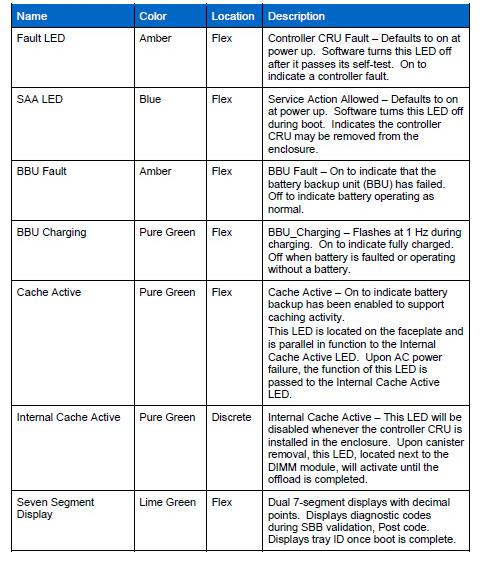 Name Color Location Description
Fault LED Amber Flex Controller CRU Fault – Defaults to on at
power up. Software turns this LED off
after it passes its self-test. On to
indicate a controller fault.
SAA LED Blue Flex Service Action Allowed – Defaults to on
at power up. Software turns this LED off
during boot. Indicates the controller
CRU may be removed from the
enclosure.
BBU Fault Amber Flex BBU Fault – On to indicate that the
battery backup unit (BBU) has failed.
Off to indicate battery operating as
normal.
BBU Charging Pure Green Flex BBU_Charging – Flashes at 1 Hz during
charging. On to indicate fully charged.
Off when battery is faulted or operating
without a battery.
Cache Active Pure Green Flex Cache Active – On to indicate battery
backup has been enabled to support
caching activity.
This LED is located on the faceplate and
is parallel in function to the Internal
Cache Active LED. Upon AC power
failure, the function of this LED is
passed to the Internal Cache Active
LED.
Internal Cache Active Pure Green Discrete Internal Cache Active – This LED will be
disabled whenever the controller CRU is
installed in the enclosure. Upon canister
removal, this LED, located next to the
DIMM module, will activate until the
offload is completed.
Seven Segment Lime Green Flex Dual 7-segment displays with decimal
Display points. Displays diagnostic codes
during SBB validation, Post code.
Displays tray ID once boot is complete.